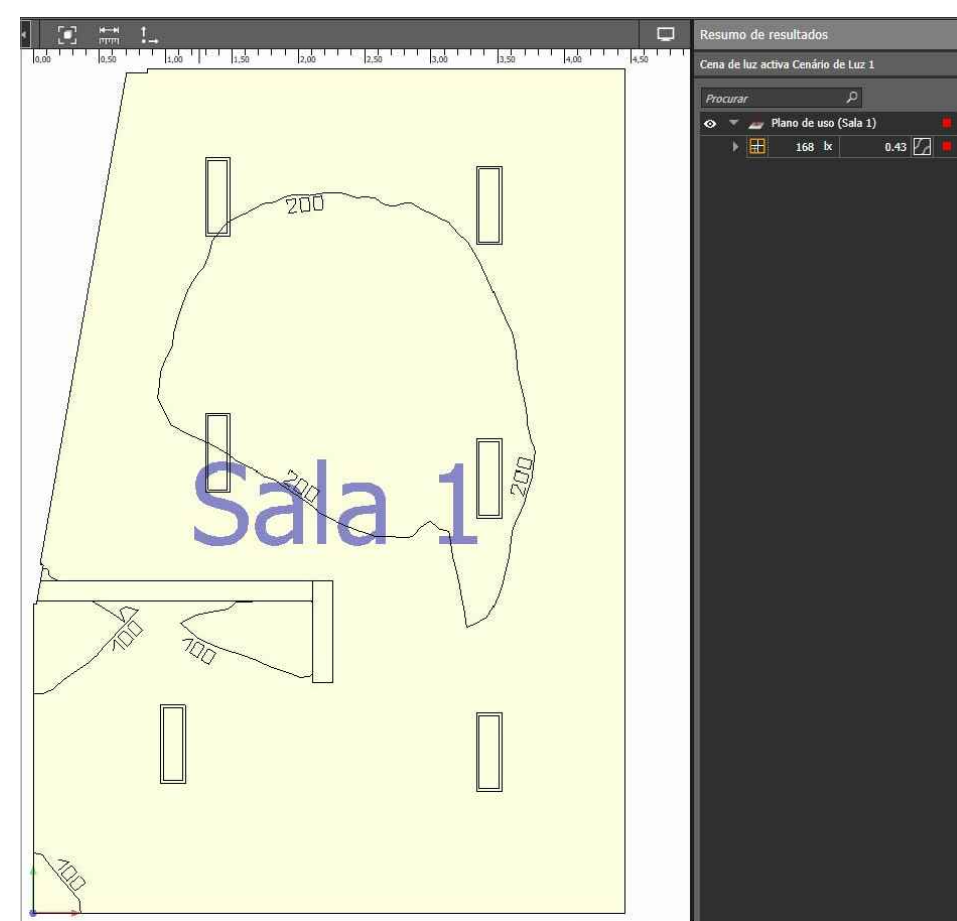 Resumo de resultados
0,00 0,50 1,00 1,50 2,00 2,50 3,00 3,50 4,00 4,50
Cena de luz activa Cenário de Luz 1
Procurar
Plano de uso (Sala 1)
168 lx 0.43
200
200
200
Sala 1
100
100
100